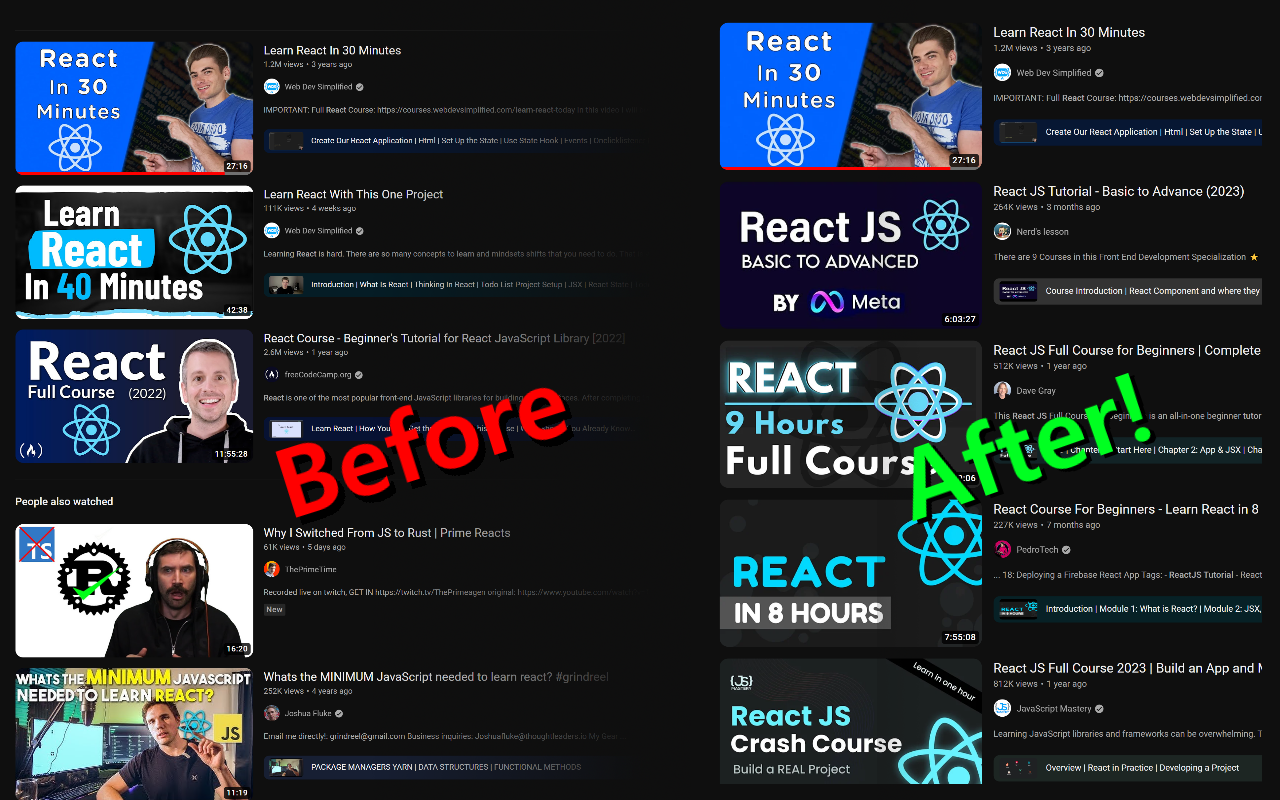 React
In 30
Minutes
27:16
Learn React In 30 Minutes
1.2M views • 3 years ago
Web Dev Simplified
IMPORTANT: Full React Course: https://courses.webdevsimplified.com/learn-react-today In this video
Create Our React Application | Html | Set Up the State | Use State Hook | Events |
Learn
React
In 40 Minutes
42:38
Learn React With This One Project
111K views • 4 weeks ago
Web Dev Simplified
Learning React is hard. There are so many concepts to learn and mindsets shifts that you need to do.
Introduction | What Is React | Thinking In React | Todo List Project Setup | JSX | React State |
React
Full Course (2022)
11:55:28
React Course - Beginner's Tutorial for React JavaScript Library [2022]
2.6M views • 1 year ago
freeCodeCamp.org
React is one of the most popular front-end JavaScript libraries for building
Learn React | How You
Already Know
Before
People also watched
TS
R
16:20
Why I Switched From JS to Rust | Prime Reacts
61K views • 5 days ago
ThePrimeTime
Recorded live on twitch, GET IN https://twitch.tv/ThePrimeagen original: https://www.youtube.com/
New
WHATS THE MINIMUM JAVASCRIPT
NEEDED TO LEARN REACT?
JS
11:19
Whats the MINIMUM JavaScript needed to learn react? #grindreel
252K views • 4 years ago
Joshua Fluke
Email me directly!: grindreel@gmail.com Business inquiries: Joshuafluke@thoughtleaders.io My Gear
PACKAGE MANAGERS YARN | DATA STRUCTURES | FUNCTIONAL METHODS
React
In 30
Minutes
27:16
Learn React In 30 Minutes
1.2M views • 3 years ago
Web Dev Simplified
IMPORTANT: Full React Course: https://courses.webdevsimplified.cor
Create Our React Application | Html | Set Up the State | U
React JS
BASIC TO ADVANCED
BY Meta
6:03:27
React JS Tutorial - Basic to Advance (2023)
264K views • 3 months ago
Nerd's lesson
There are 9 Courses in this Front End Development Specialization
Course Introduction | React Component and where they
REACT
9 Hours
Full Cours
:06
React JS Full Course for Beginners | Complete
512K views • 1 year ago
Dave Gray
This React JS Full Course is an all-in-one beginner tutor
Start Here | Chapter 2: App & JSX | Cha
After!
REACT
IN 8 HOURS
7:55:08
React Course For Beginners - Learn React in 8
227K views • 7 months ago
PedroTech
... 18: Deploying a Firebase React App Tags: - ReactJS Tutorial - React
Introduction | Module 1: What is React? | Module 2: JSX,
{JS}
MASTERY
Learn in one hour
React JS
Crash Course
Build a REAL Project
React JS Full Course 2023 | Build an App and M
812K views • 1 year ago
JavaScript Mastery
Learning JavaScript libraries and frameworks can be overwhelming. T
Overview | React in Practice | Developing a Project